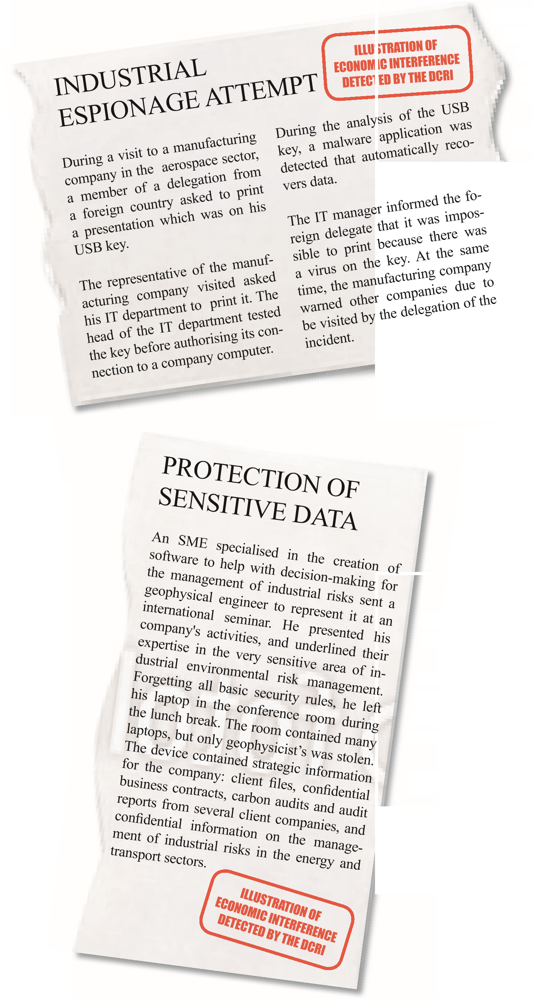 INDUSTRIAL
ESPIONAGE ATTEMPT
ILLUSTRATION OF
ECONOMIC INTERFERENCE
DETECTED BY THE DCRI
During a visit to a manufacturing
company in the aerospace sector,
a member of a delegation from
a foreign country asked to print
a presentation which was on his
USB key.
The representative of the manuf-
acturing company visited asked
his IT department to print it. The
head of the IT department tested
the key before authorising its con-
nection to a company computer.
During the analysis of the USB
key, a malware application was
detected that automatically reco-
vers data.
The IT manager informed the fo-
reign delegate that it was impos-
sible to print because there was
a virus on the key. At the same
time, the manufacturing company
warned other companies due to
be visited by the delegation of the
incident.
PROTECTION OF
SENSITIVE DATA
An SME specialised in the creation of
software to help with decision-making for
the management of industrial risks sent a
geophysical engineer to represent it at an
international seminar. He presented his
company's activities, and underlined their
expertise in the very sensitive area of in-
dustrial environmental risk management.
Forgetting all basic security rules, he left
his laptop in the conference room during
the lunch break. The room contained many
laptops, but only geophysicist’s was stolen.
The device contained strategic information
for the company: client files, confidential
business contracts, carbon audits and audit
reports from several client companies, and
confidential information on the manage-
ment of industrial risks in the energy and
transport sectors.
ILLUSTRATION OF
ECONOMIC INTERFERENCE
DETECTED BY THE DCRI